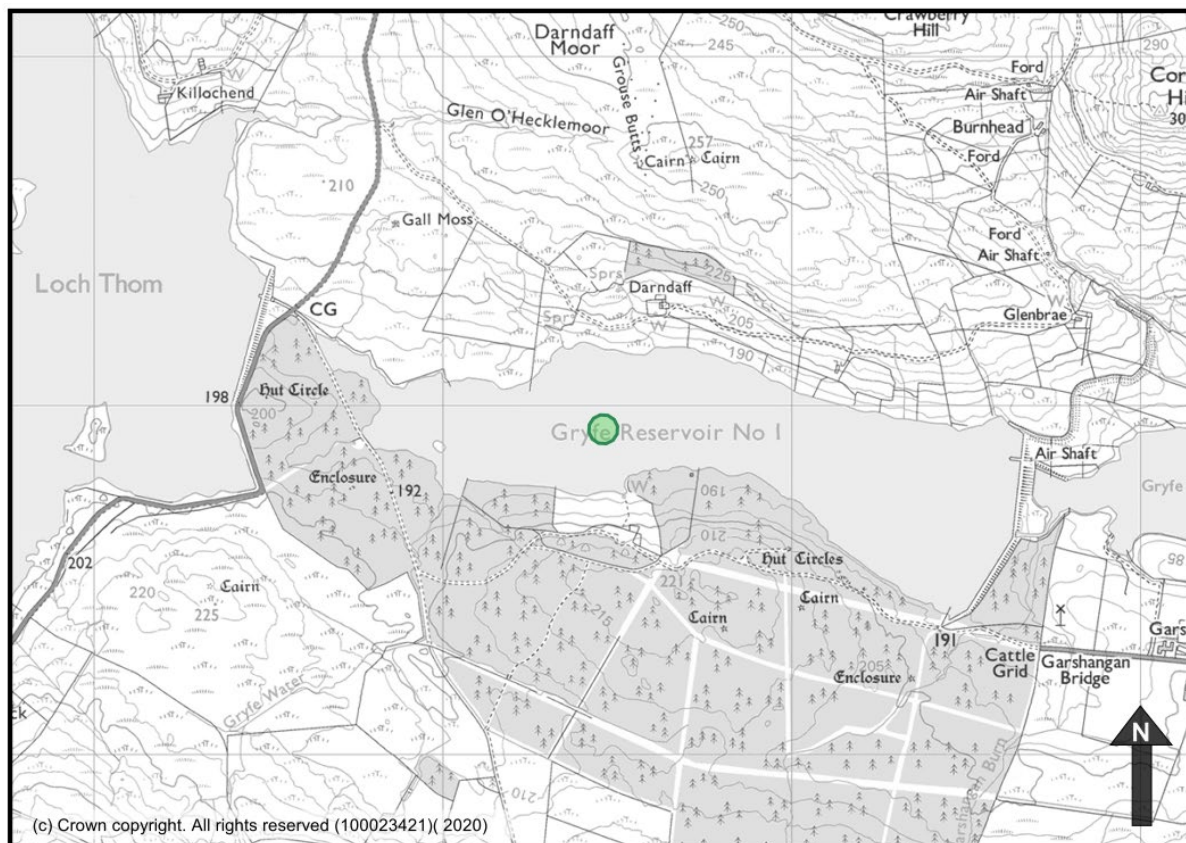 Darndaff
Moor
250
245
250
Crawberry
Hill
290
Grouse Butts
Ford
Air Shaft
Killochend
W
Glen O'Hecklemoor
257
Cairn
Cairn
Burnhead
Ford
210
250
Gall Moss
Ford
Air Shaft
Loch Thom
Sprs
225
Darndaff
W
W
CG
Spr
W
205
Glenbrae
190
W
Hut Circle
198
200
Gryfe Reservoir No 1
Air Shaft
Gryfe
Enclosure
192
W
190
210
202
Hut Circles
85
Cairn
220
225
221
Cairn
215
Cairn
191
Cattle
Grid
Garshangan
Bridge
205
Enclosure
Gryfe Water
N
210
(c) Crown copyright. All rights reserved (100023421)( 2020)